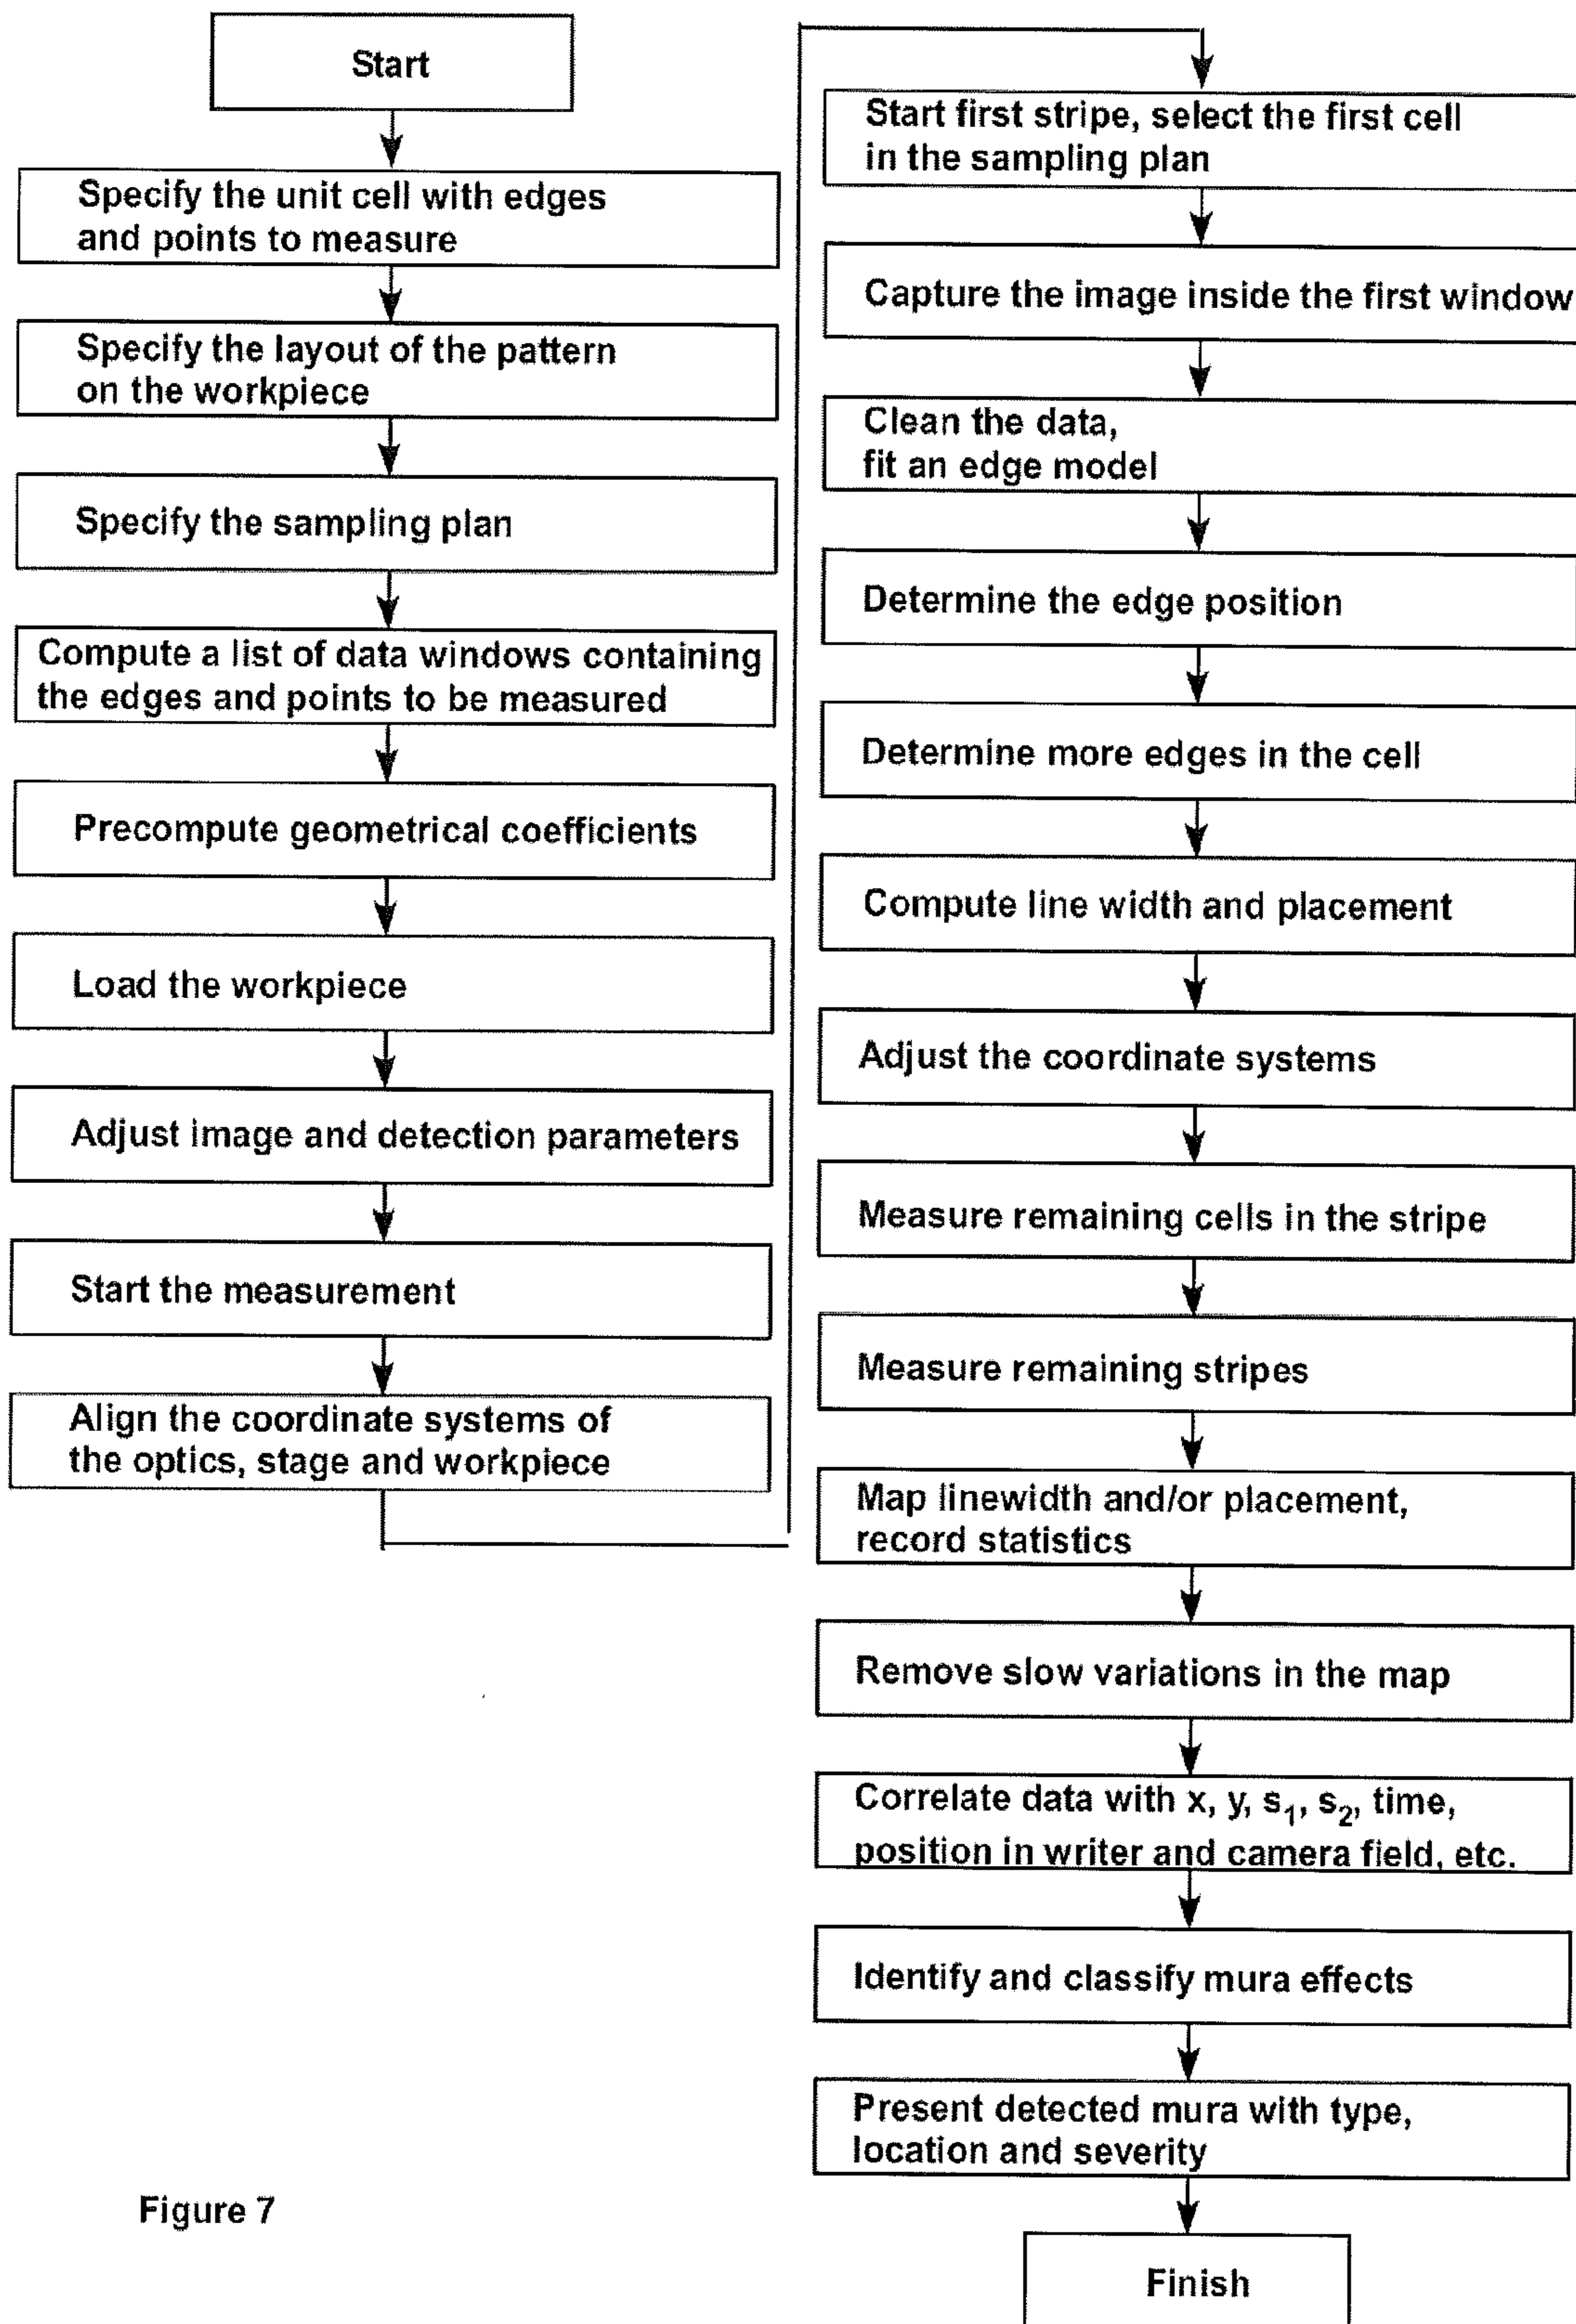 Start
Specify the unit cell with edges
and points to measure
Specify the layout of the pattern
on the workpiece
Specify the sampling plan
Compute a list of data windows containing
the edges and points to be measured
Precompute geometrical coefficients
Load the workpiece
Adjust image and detection parameters
Start the measurement
Align the coordinate systems of
the optics, stage and workpiece
Start first stripe, select the first cell
in the sampling plan
Capture the image inside the first window
Clean the data,
fit an edge model
Determine the edge position
Determine more edges in the cell
Compute line width and placement
Adjust the coordinate systems
Measure remaining cells in the stripe
Measure remaining stripes
Map linewidth and/or placement,
record statistics
Remove slow variations in the map
Correlate data with x, y, s₁, s₂, time,
position in writer and camera field, etc.
Identify and classify mura effects
Present detected mura with type,
location and severity
Finish
Figure 7